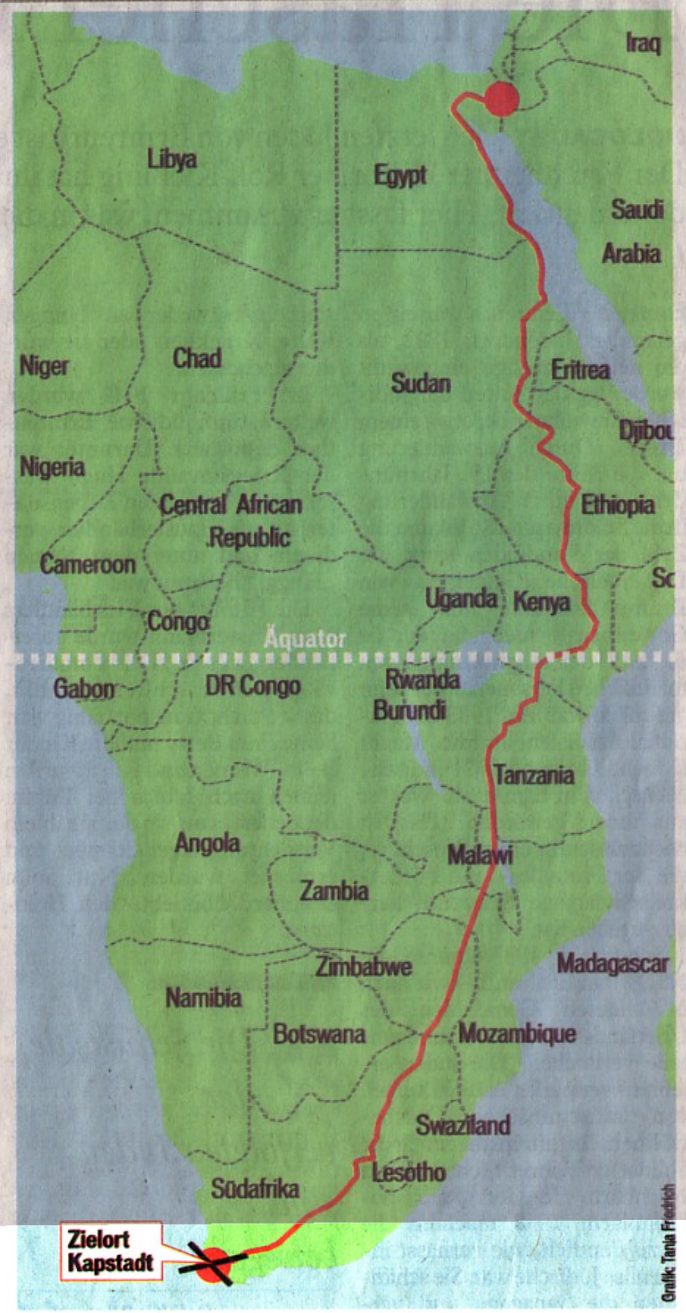 Iraq
Libya
Egypt
Saudi
Arabia
Niger
Chad
Sudan
Eritrea
Djibou
Nigeria
Central African
Republic
Ethiopia
Cameroon
Uganda
Kenya
Congo
Äquator
Gabon
DR Congo
Rwanda
Burundi
Tanzania
Angola
Malawi
Zambia
Zimbabwe
Madagascar
Namibia
Botswana
Mozambique
Swaziland
Lesotho
Südafrika
Zielort
Kapstadt
Grafik: Tanja Friedrich